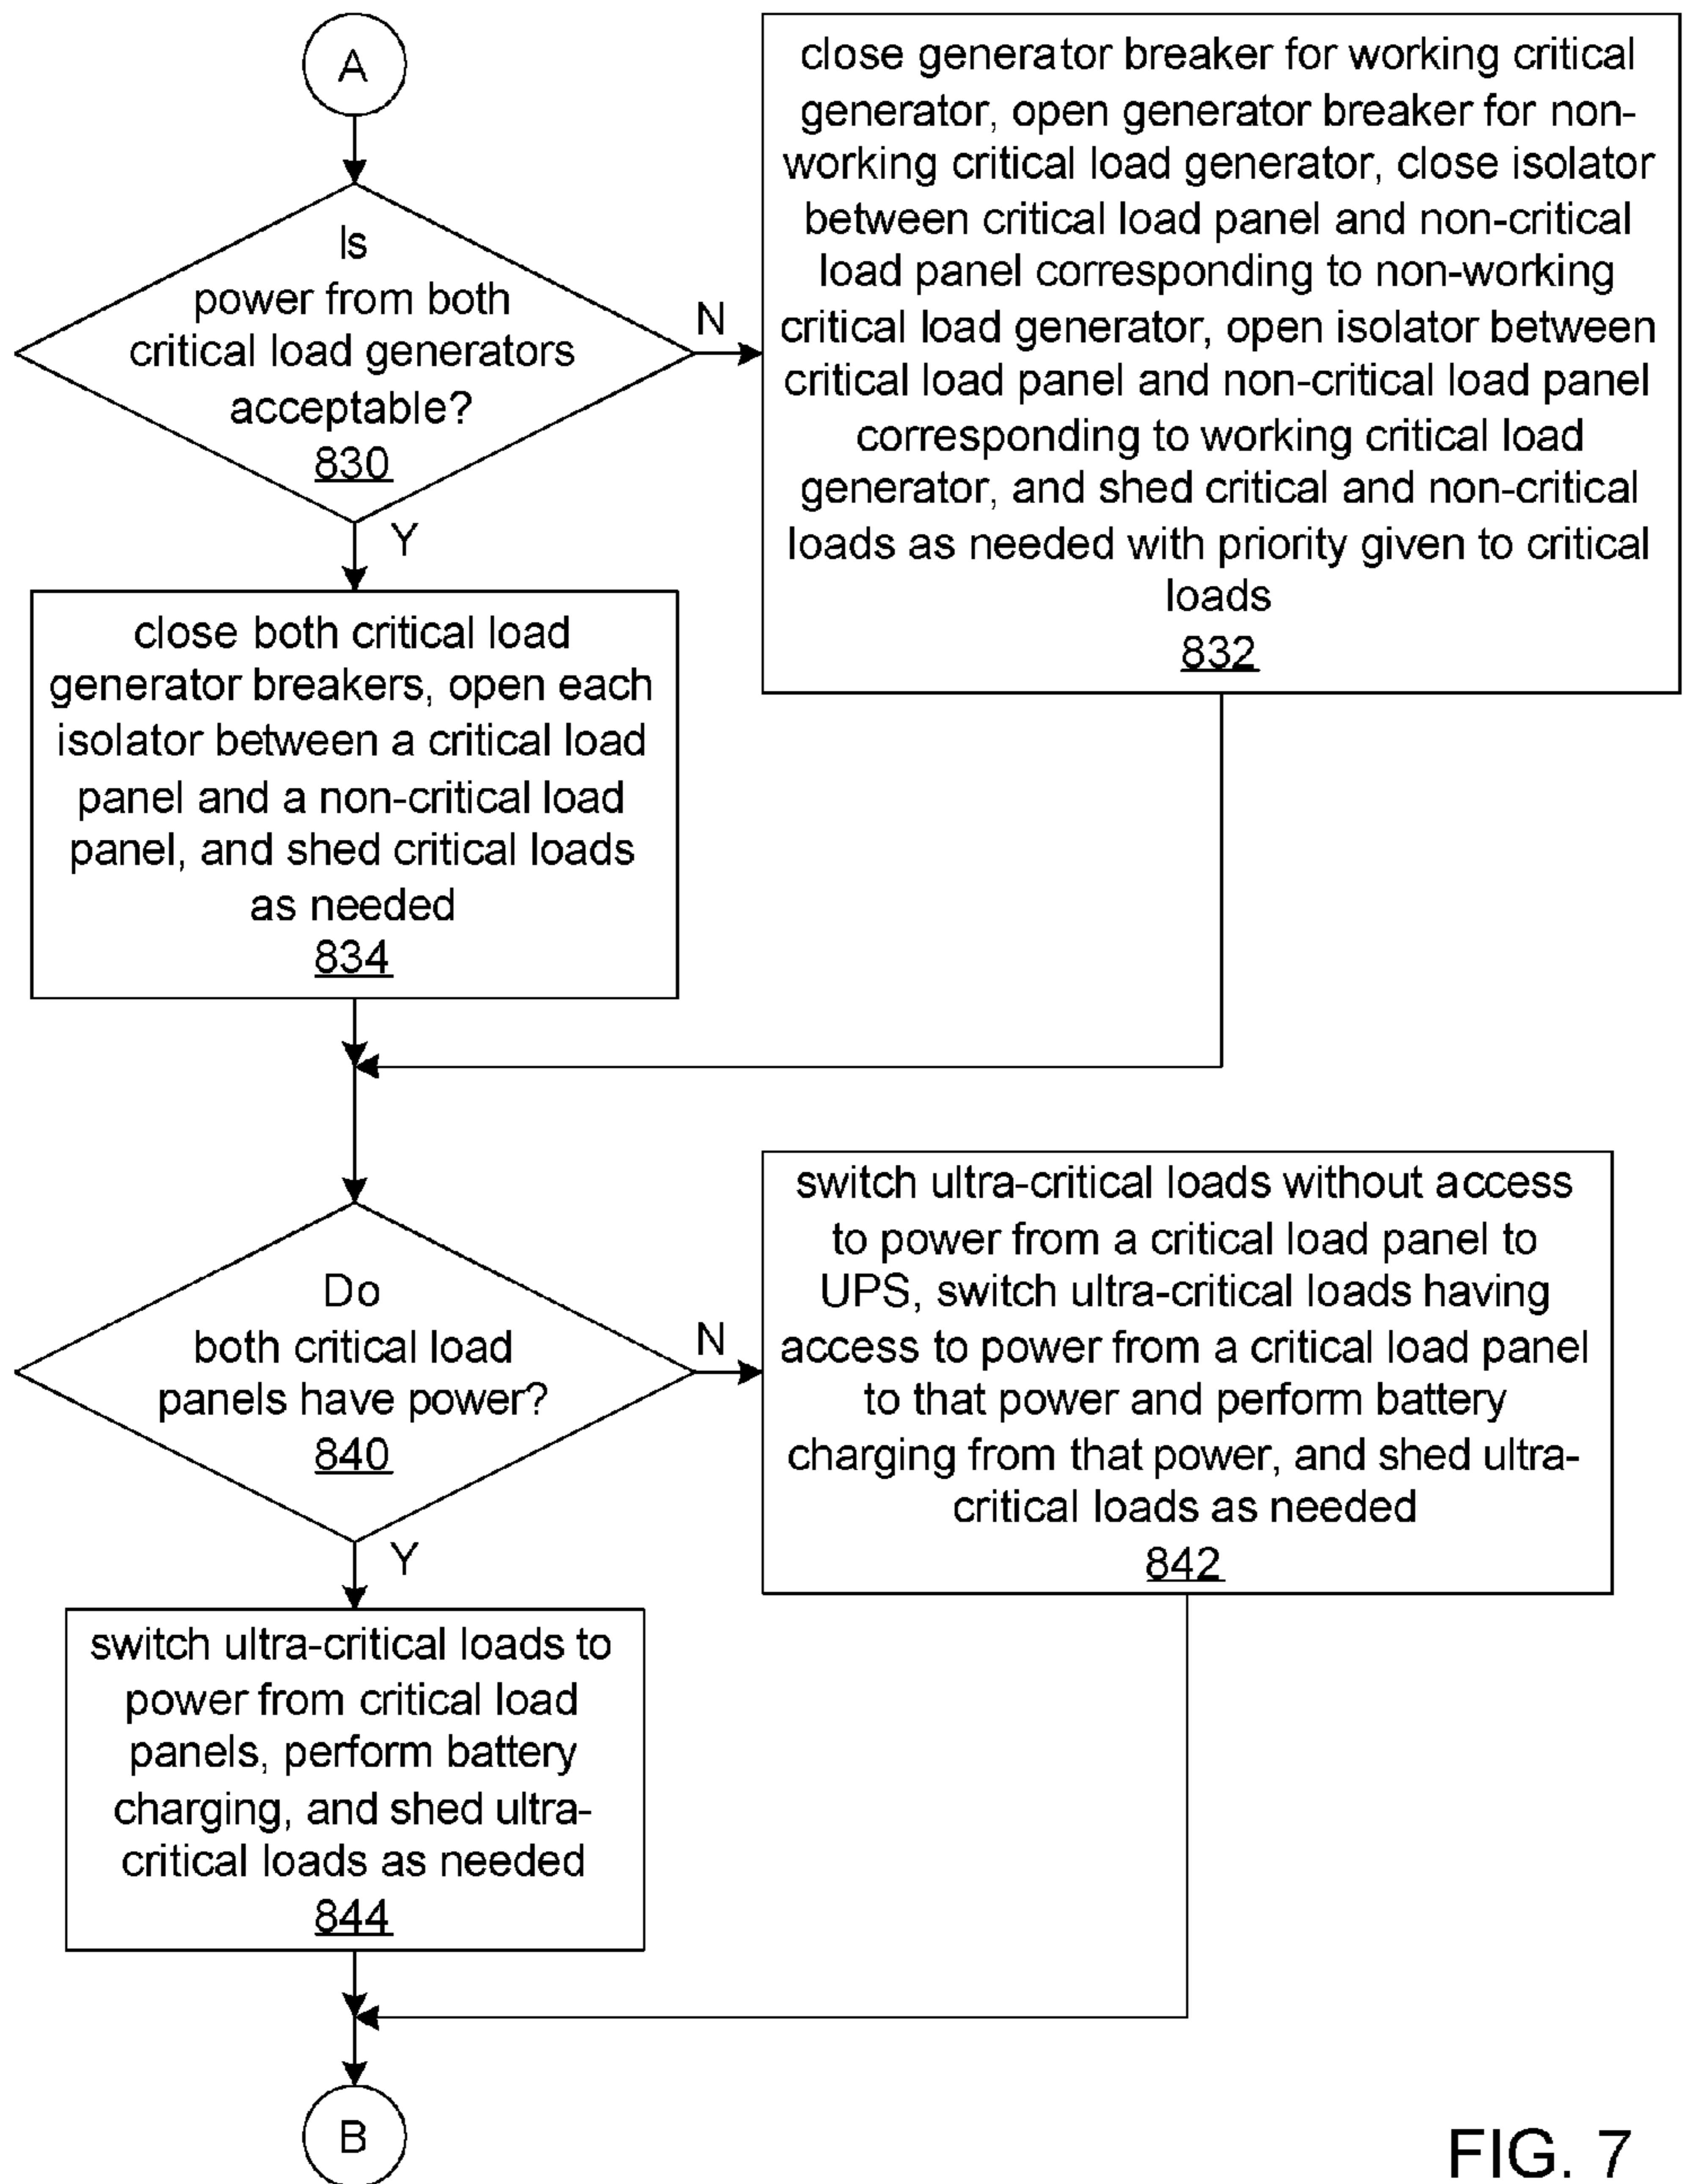 A
Is
power from both
critical load generators
acceptable?
830
N
Y
close generator breaker for working critical
generator, open generator breaker for non-
working critical load generator, close isolator
between critical load panel and non-critical
load panel corresponding to non-working
critical load generator, open isolator between
critical load panel and non-critical load panel
corresponding to working critical load
generator, and shed critical and non-critical
loads as needed with priority given to critical
loads
832
close both critical load
generator breakers, open each
isolator between a critical load
panel and a non-critical load
panel, and shed critical loads
as needed
834
Do
both critical load
panels have power?
840
N
Y
switch ultra-critical loads without access
to power from a critical load panel to
UPS, switch ultra-critical loads having
access to power from a critical load panel
to that power and perform battery
charging from that power, and shed ultra-
critical loads as needed
842
switch ultra-critical loads to
power from critical load
panels, perform battery
charging, and shed ultra-
critical loads as needed
844
B
FIG. 7